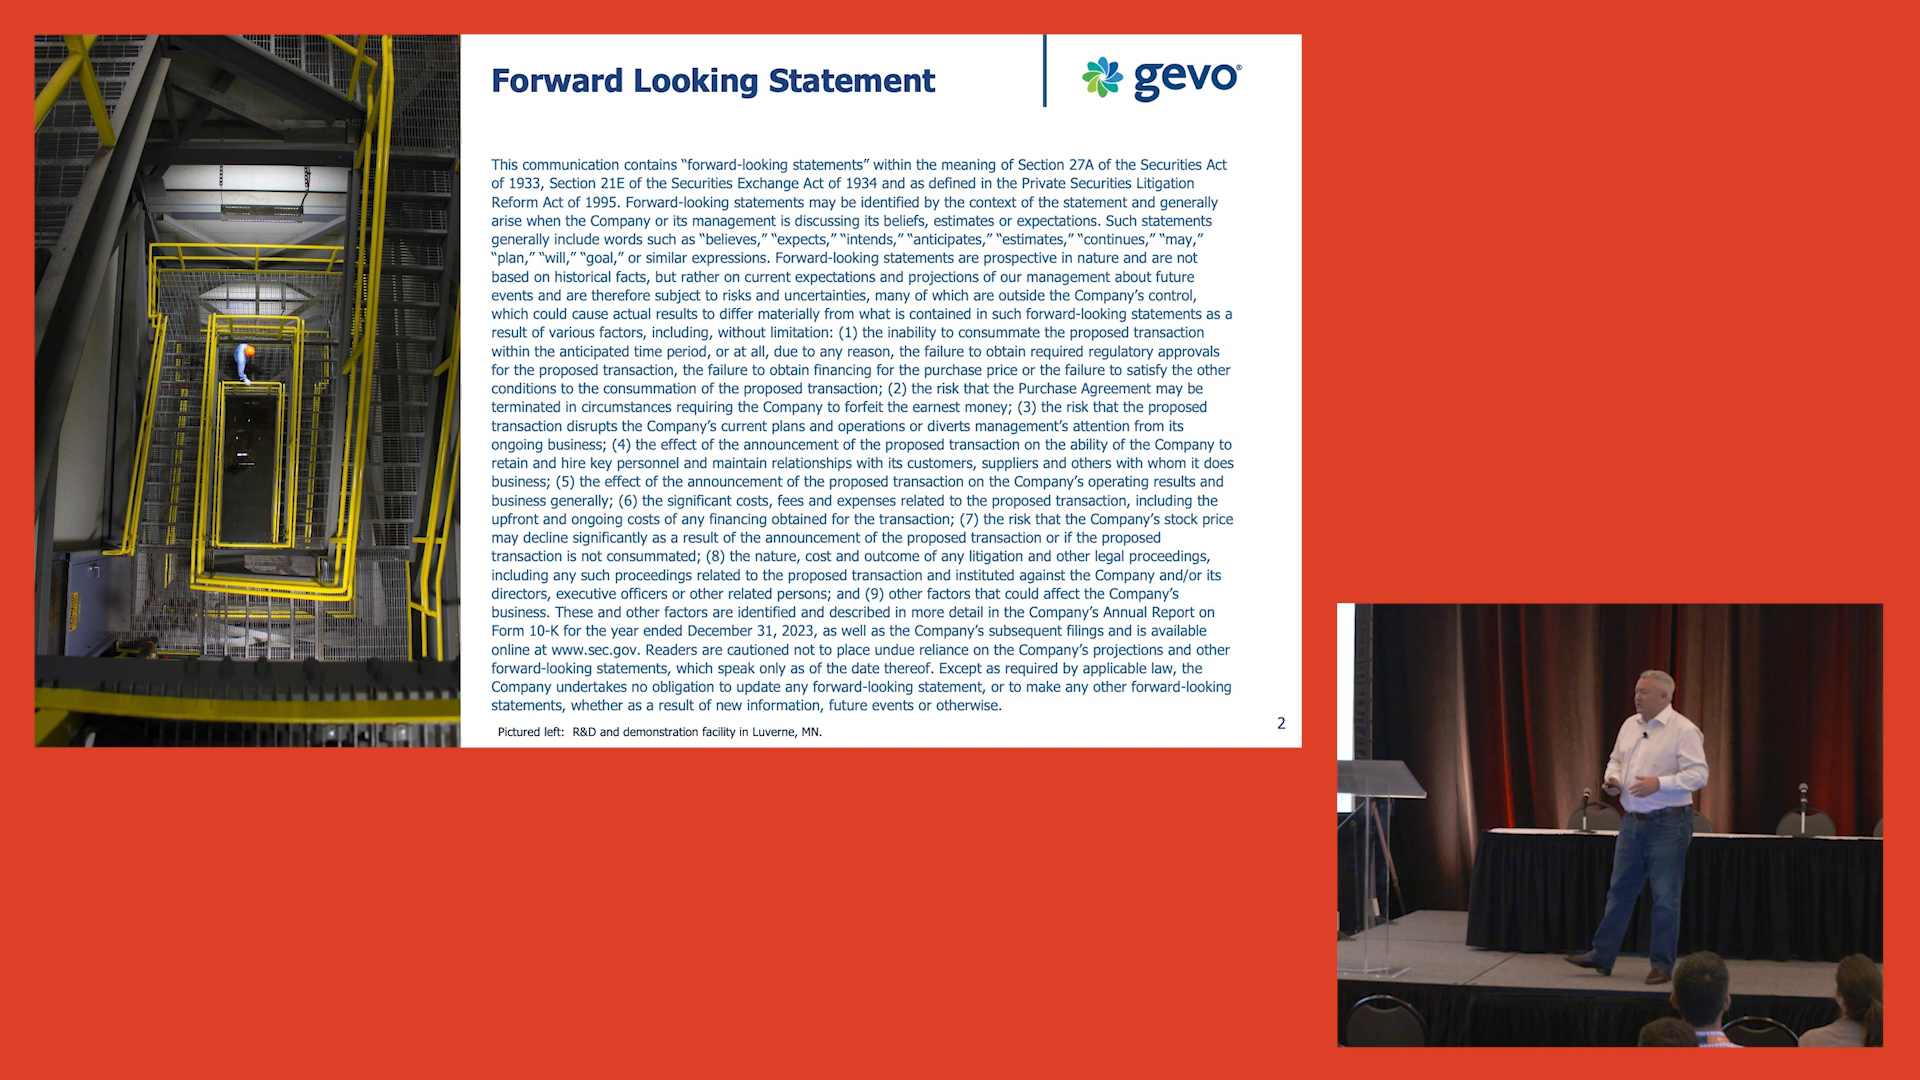 Forward Looking Statement
gevo®
This communication contains “forward-looking statements” within the meaning of Section 27A of the Securities Act
of 1933, Section 21E of the Securities Exchange Act of 1934 and as defined in the Private Securities Litigation
Reform Act of 1995. Forward-looking statements may be identified by the context of the statement and generally
arise when the Company or its management is discussing its beliefs, estimates or expectations. Such statements
generally include words such as “believes,” “expects,” “intends,” “anticipates,” “estimates,” “continues,” “may,”
“plan,” “will,” “goal,” or similar expressions. Forward-looking statements are prospective in nature and are not
based on historical facts, but rather on current expectations and projections of our management about future
events and are therefore subject to risks and uncertainties, many of which are outside the Company’s control,
which could cause actual results to differ materially from what is contained in such forward-looking statements as a
result of various factors, including, without limitation: (1) the inability to consummate the proposed transaction
within the anticipated time period, or at all, due to any reason, the failure to obtain required regulatory approvals
for the proposed transaction, the failure to obtain financing for the purchase price or the failure to satisfy the other
conditions to the consummation of the proposed transaction; (2) the risk that the Purchase Agreement may be
terminated in circumstances requiring the Company to forfeit the earnest money; (3) the risk that the proposed
transaction disrupts the Company’s current plans and operations or diverts management’s attention from its
ongoing business; (4) the effect of the announcement of the proposed transaction on the ability of the Company to
retain and hire key personnel and maintain relationships with its customers, suppliers and others with whom it does
business; (5) the effect of the announcement of the proposed transaction on the Company’s operating results and
business generally; (6) the significant costs, fees and expenses related to the proposed transaction, including the
upfront and ongoing costs of any financing obtained for the transaction; (7) the risk that the Company’s stock price
may decline significantly as a result of the announcement of the proposed transaction or if the proposed
transaction is not consummated; (8) the nature, cost and outcome of any litigation and other legal proceedings,
including any such proceedings related to the proposed transaction and instituted against the Company and/or its
directors, executive officers or other related persons; and (9) other factors that could affect the Company’s
business. These and other factors are identified and described in more detail in the Company’s Annual Report on
Form 10-K for the year ended December 31, 2023, as well as the Company’s subsequent filings and is available
online at www.sec.gov. Readers are cautioned not to place undue reliance on the Company’s projections and other
forward-looking statements, which speak only as of the date thereof. Except as required by applicable law, the
Company undertakes no obligation to update any forward-looking statement, or to make any other forward-looking
statements, whether as a result of new information, future events or otherwise.
Pictured left: R&D and demonstration facility in Luverne, MN.
2